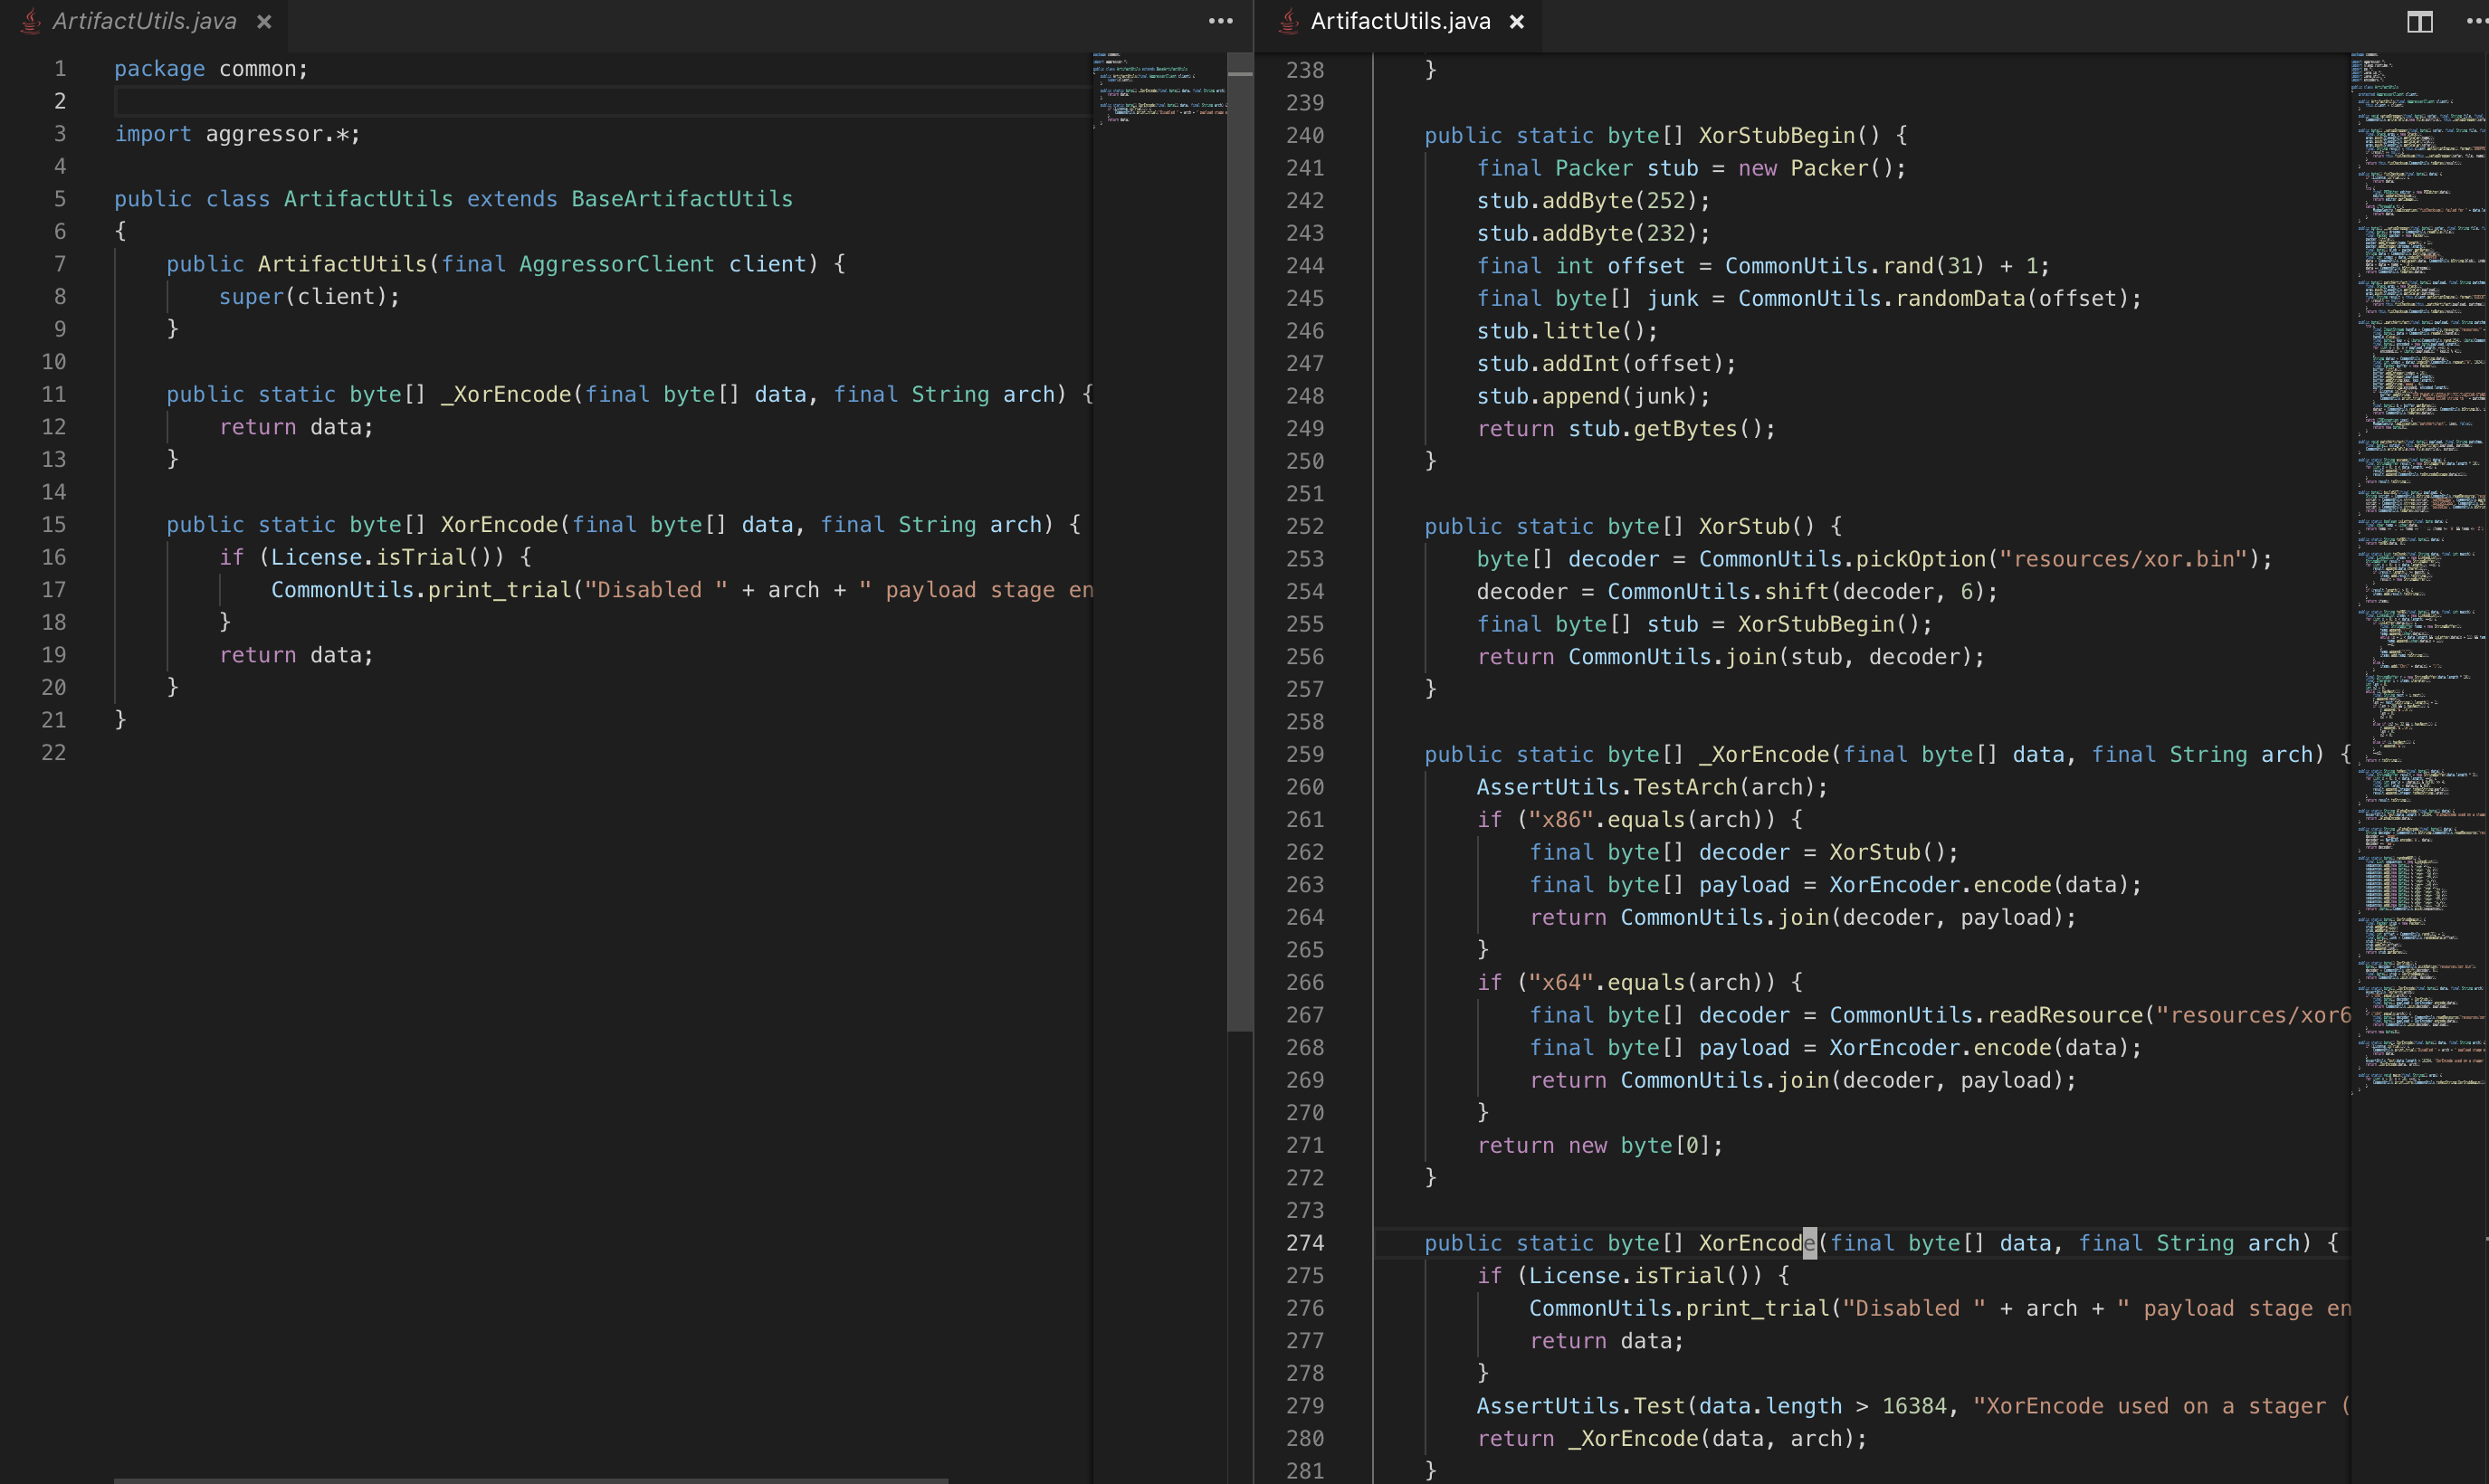 ArtifactUtils.java
1 package common;
2
3 import aggressor.*;
4
5 public class ArtifactUtils extends BaseArtifactUtils
6 {
7 public ArtifactUtils(final AggressorClient client) {
8 super(client);
9 }
10
11 public static byte[] _XorEncode(final byte[] data, final String arch) {
12 return data;
13 }
14
15 public static byte[] XorEncode(final byte[] data, final String arch) {
16 if (License.isTrial()) {
17 CommonUtils.print_trial("Disabled " + arch + " payload stage en
18 }
19 return data;
20 }
21 }
22
ArtifactUtils.java
238 }
239
240 public static byte[] XorStubBegin() {
241 final Packer stub = new Packer();
242 stub.addByte(252);
243 stub.addByte(232);
244 final int offset = CommonUtils.rand(31) + 1;
245 final byte[] junk = CommonUtils.randomData(offset);
246 stub.little();
247 stub.addInt(offset);
248 stub.append(junk);
249 return stub.getBytes();
250 }
251
252 public static byte[] XorStub() {
253 byte[] decoder = CommonUtils.pickOption("resources/xor.bin");
254 decoder = CommonUtils.shift(decoder, 6);
255 final byte[] stub = XorStubBegin();
256 return CommonUtils.join(stub, decoder);
257 }
258
259 public static byte[] _XorEncode(final byte[] data, final String arch) {
260 AssertUtils.TestArch(arch);
261 if ("x86".equals(arch)) {
262 final byte[] decoder = XorStub();
263 final byte[] payload = XorEncoder.encode(data);
264 return CommonUtils.join(decoder, payload);
265 }
266 if ("x64".equals(arch)) {
267 final byte[] decoder = CommonUtils.readResource("resources/xor6
268 final byte[] payload = XorEncoder.encode(data);
269 return CommonUtils.join(decoder, payload);
270 }
271 return new byte[0];
272 }
273
274 public static byte[] XorEncode(final byte[] data, final String arch) {
275 if (License.isTrial()) {
276 CommonUtils.print_trial("Disabled " + arch + " payload stage en
277 return data;
278 }
279 AssertUtils.Test(data.length > 16384, "XorEncode used on a stager (
280 return _XorEncode(data, arch);
281 }